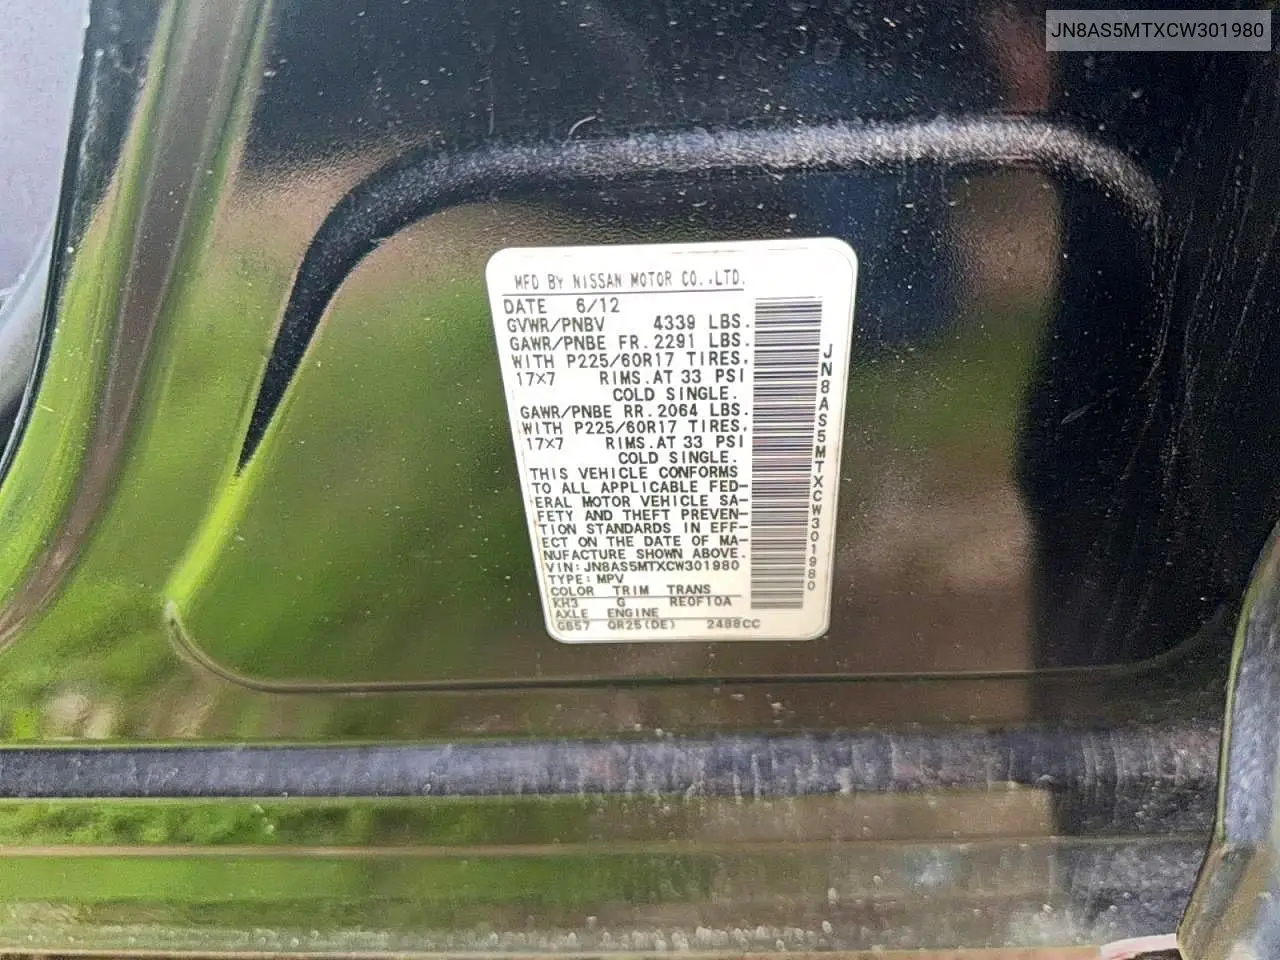 JN8AS5MTXCW301980
MFD BY NISSAN MOTOR CO.,LTD.
DATE 6/12
GVWR/PNBV 4339 LBS.
GAWR/PNBE FR. 2291 LBS.
WITH P225/60R17 TIRES,
17×7 RIMS. AT 33 PSI
COLD SINGLE.
GAWR/PNBE RR. 2064 LBS.
WITH P225/60R17 TIRES,
17×7 RIMS. AT 33 PSI
COLD SINGLE.
THIS VEHICLE CONFORMS
TO ALL APPLICABLE FED-
ERAL MOTOR VEHICLE SA-
FETY AND THEFT PREVEN-
TION STANDARDS IN EFF-
ECT ON THE DATE OF MA-
NUFACTURE SHOWN ABOVE.
VIN: JN8AS5MTXCW301980
TYPE: MPV
COLOR TRIM TRANS
KH3 G RE0F10A
AXLE ENGINE
GB57 QR25(DE) 2488CC
JN8AS5MTXCW301980